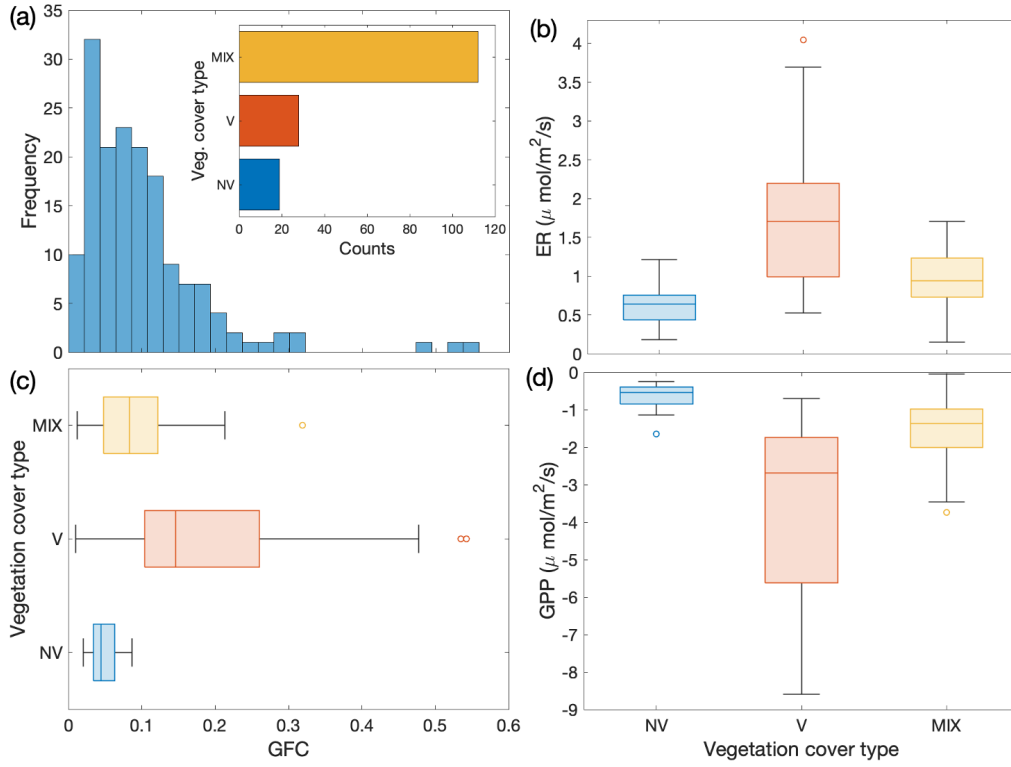 (a)
35
30
25
20
15
10
5
0
Frequency
MIX
V
NV
Veg. cover type
0 20 40 60 80 100 120
Counts
(b)
4
3.5
3
2.5
2
1.5
1
0.5
0
ER (μ mol/m²/s)
(c)
MIX
V
NV
Vegetation cover type
0 0.1 0.2 0.3 0.4 0.5 0.6
GFC
(d)
0
-1
-2
-3
-4
-5
-6
-7
-8
-9
GPP (μ mol/m²/s)
NV V MIX
Vegetation cover type